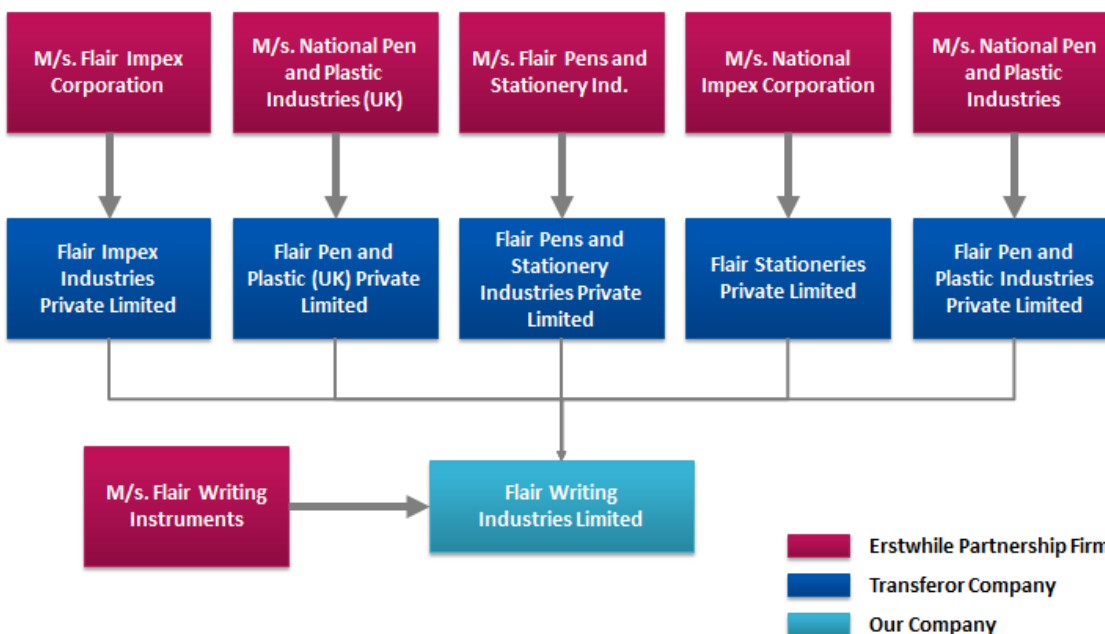 M/s. Flair Impex
Corporation
M/s. National Pen
and Plastic
Industries (UK)
M/s. Flair Pens and
Stationery Ind.
M/s. National
Impex Corporation
M/s. National Pen
and Plastic
Industries
Flair Impex
Industries
Private Limited
Flair Pen and
Plastic (UK) Private
Limited
Flair Pens and
Stationery
Industries Private
Limited
Flair Stationeries
Private Limited
Flair Pen and
Plastic Industries
Private Limited
M/s. Flair Writing
Instruments
Flair Writing
Industries Limited
Erstwhile Partnership Firm
Transferor Company
Our Company